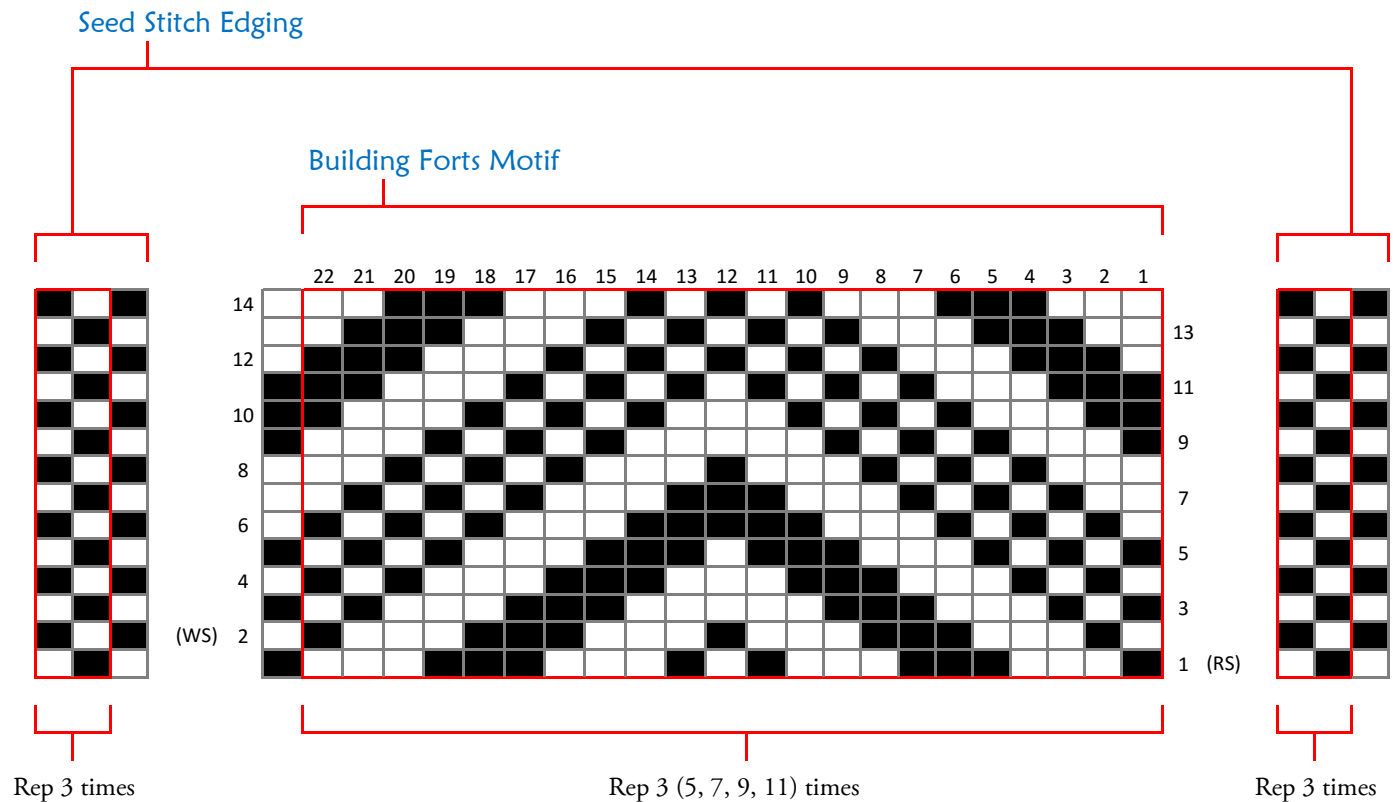 Seed Stitch Edging
Building Forts Motif
22 21 20 19 18 17 16 15 14 13 12 11 10 9 8 7 6 5 4 3 2 1
14
13
12
11
10
9
8
7
6
5
4
3
(WS) 2
1 (RS)
Rep 3 times
Rep 3 (5, 7, 9, 11) times
Rep 3 times